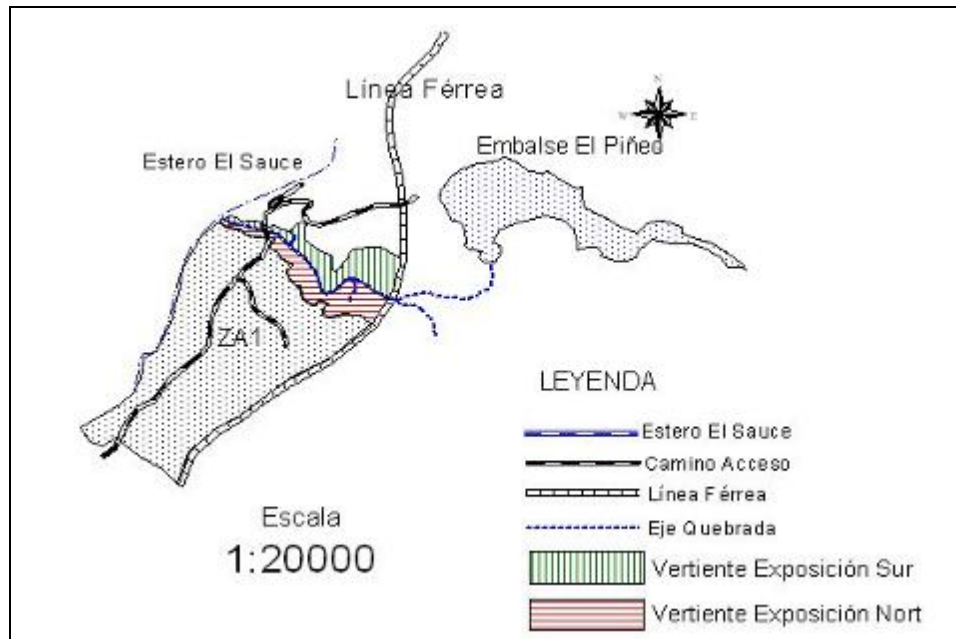 Línea Férrea
N
W
E
S
Embalse El Piñeo
Estero El Sauce
ZA1
LEYENDA
Estero El Sauce
Camino Acceso
Línea Férrea
Eje Quebrada
Vertiente Exposición Sur
Vertiente Exposición Nort
Escala
1:20000